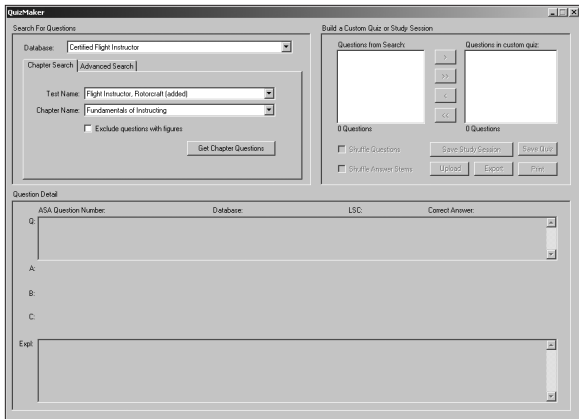 QuizMaker
Search For Questions
Database: Certified Flight Instructor
Chapter Search Advanced Search
Test Name: Flight Instructor, Rotorcraft (added)
Chapter Name: Fundamentals of Instructing
Exclude questions with figures
Get Chapter Questions
Build a Custom Quiz or Study Session
Questions from Search: Questions in custom quiz:
>
>>
<
<<
0 Questions 0 Questions
Shuffle Questions Save Study Session Save Quiz
Shuffle Answer Stems Upload Export Print
Question Detail
ASA Question Number: Database: LSC: Correct Answer:
Q:
A:
B:
C:
Expl: